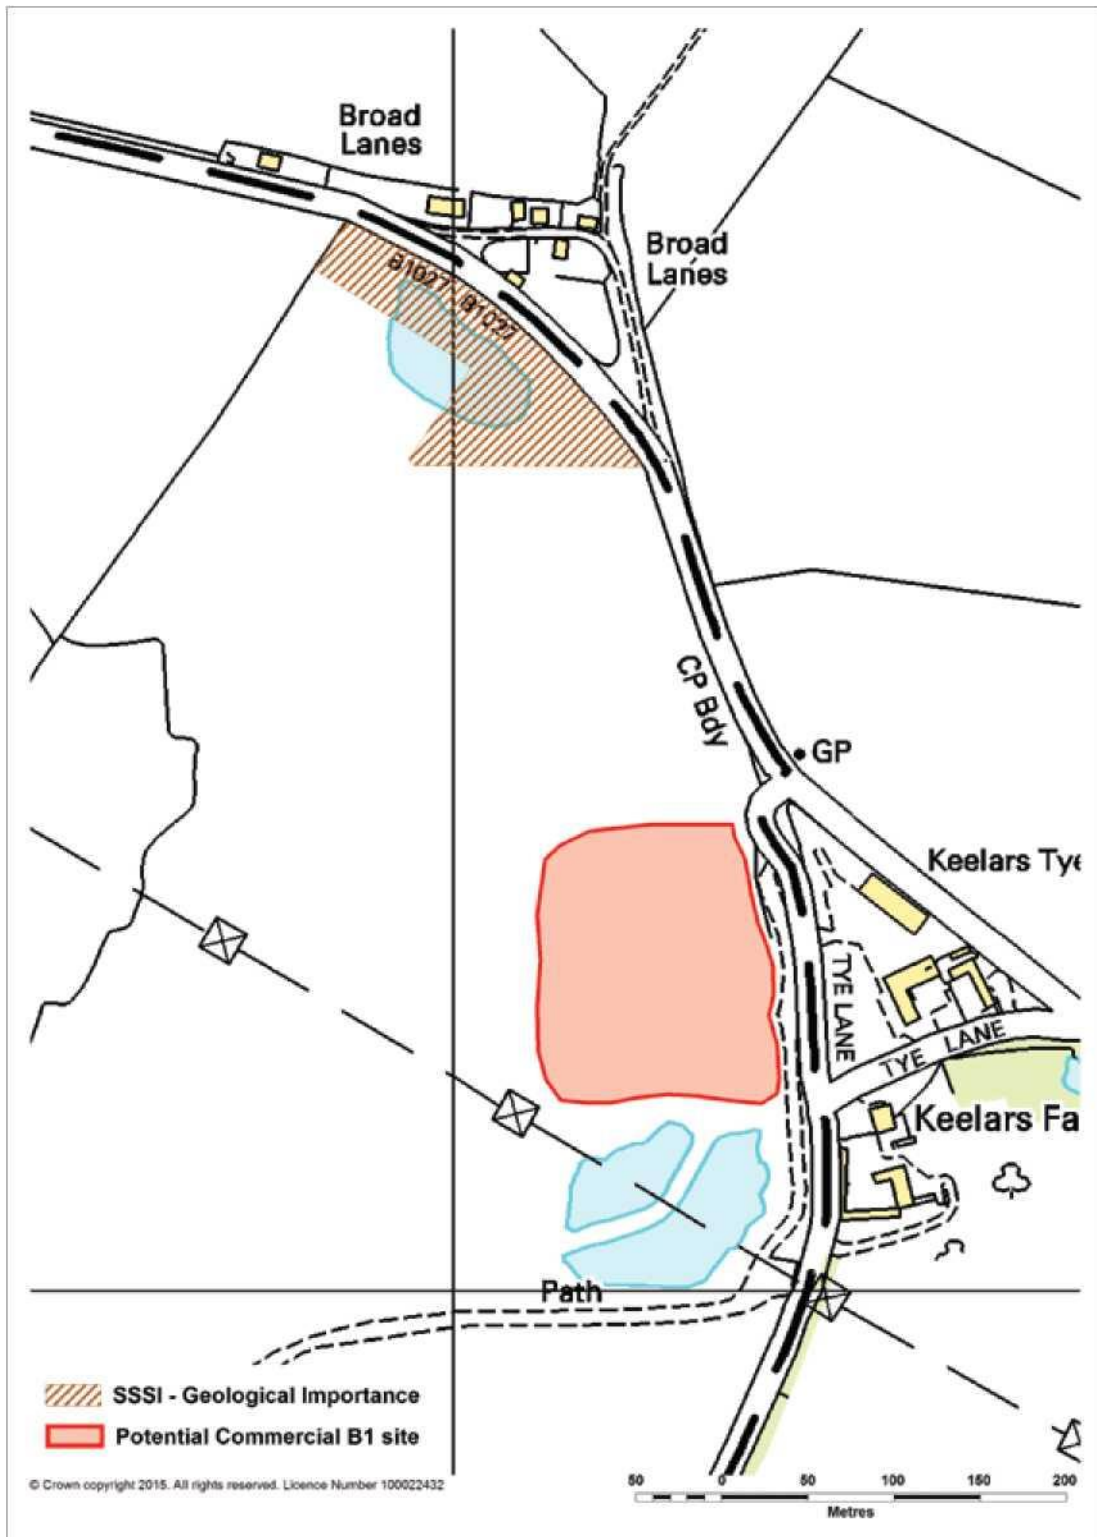 Broad
Lanes
Broad
Lanes
B1027
B1027
CP Bdy
GP
Keelars Tye
TYE LANE
TYE LANE
Keelars Fa
Path
SSSI - Geological Importance
Potential Commercial B1 site
© Crown copyright 2015. All rights reserved. Licence Number 100022432
50 0 50 100 150 200
Metres